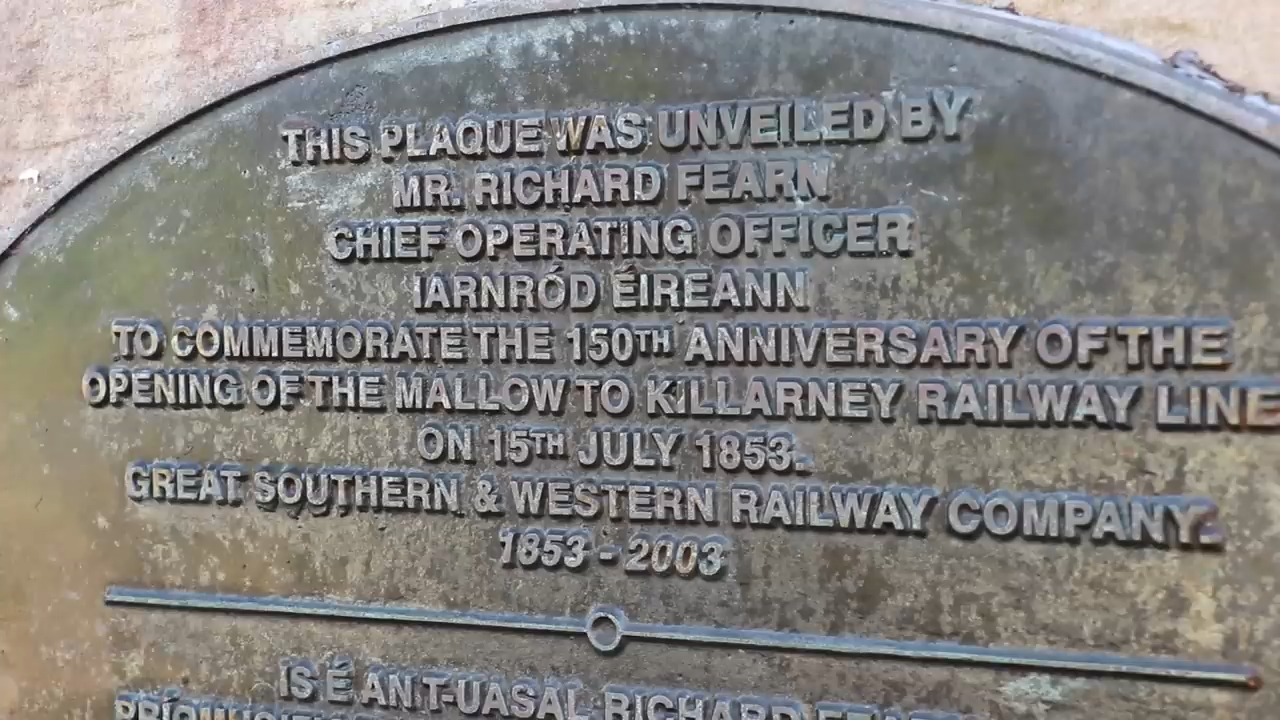 THIS PLAQUE WAS UNVEILED BY
MR. RICHARD FEARN
CHIEF OPERATING OFFICER
IARNRÓD ÉIREANN
TO COMMEMORATE THE 150TH ANNIVERSARY OF THE
OPENING OF THE MALLOW TO KILLARNEY RAILWAY LINE
ON 15TH JULY 1853.
GREAT SOUTHERN & WESTERN RAILWAY COMPANY.
1853 - 2003
IS É AN T-UASAL RICHARD